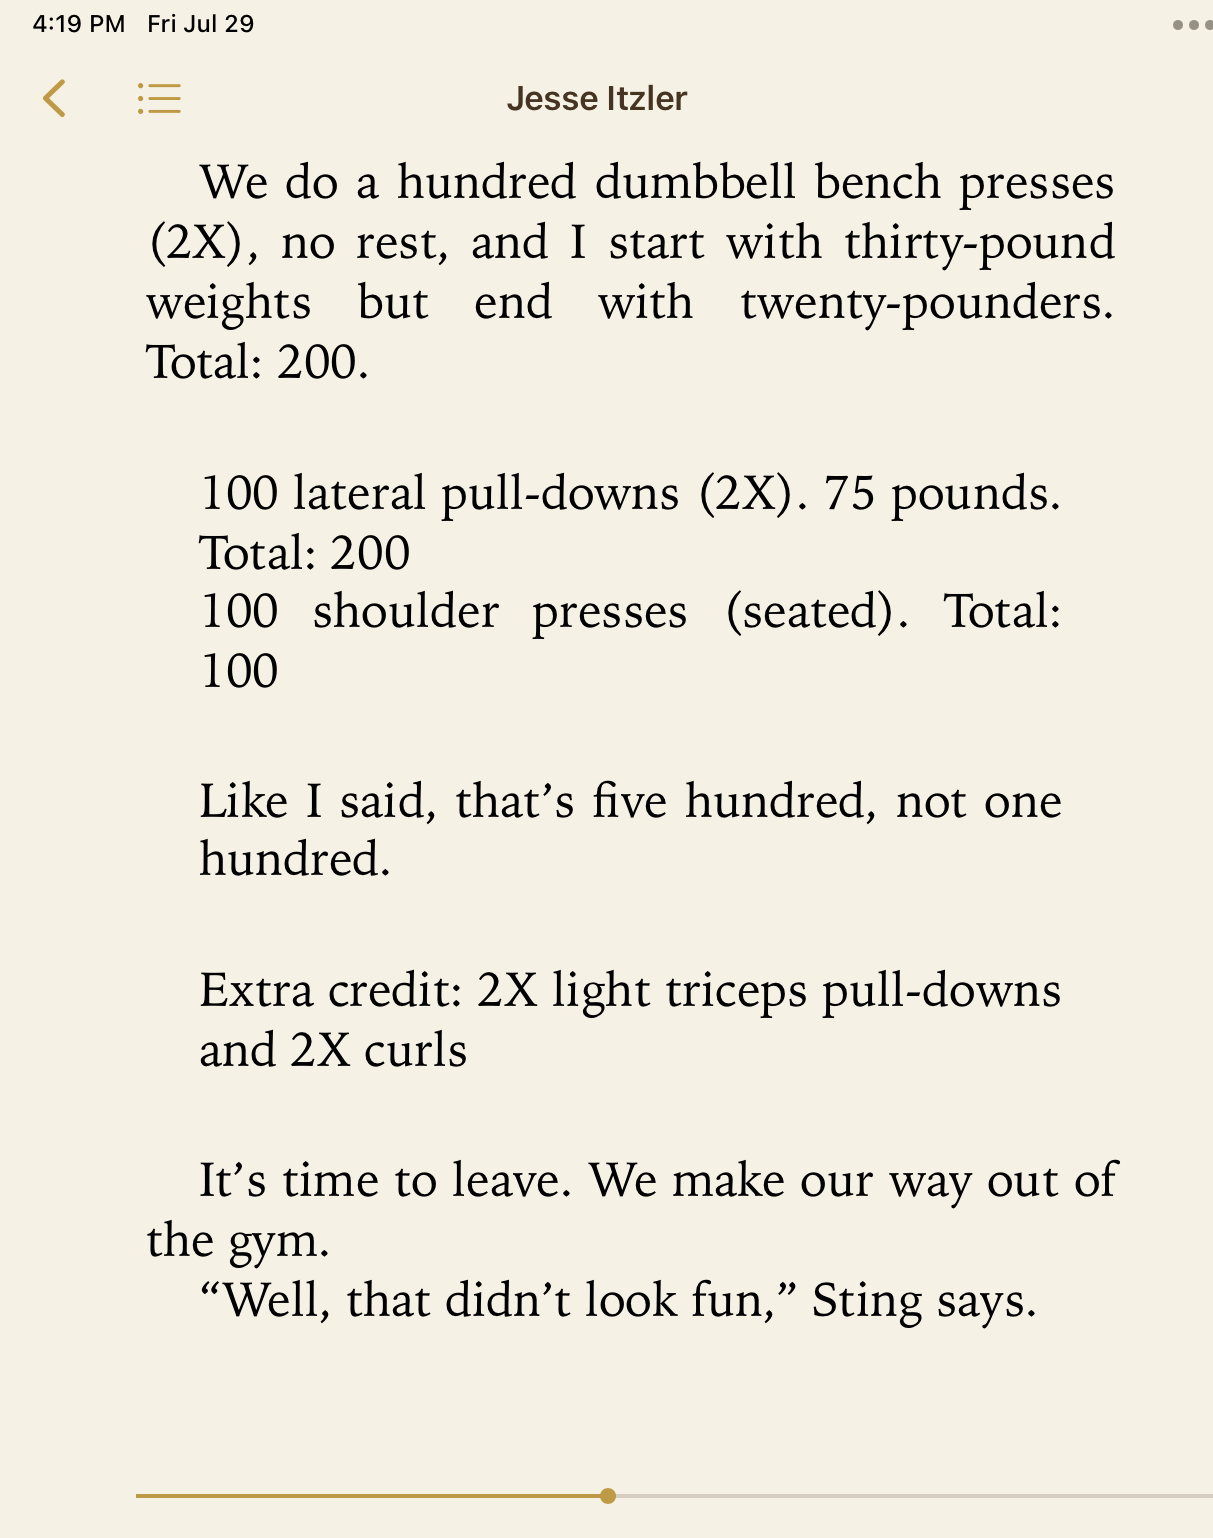 4:19 PM Fri Jul 29
Jesse Itzler
We do a hundred dumbbell bench presses
(2X), no rest, and I start with thirty-pound
weights but end with twenty-pounders.
Total: 200.
100 lateral pull-downs (2X). 75 pounds.
Total: 200
100 shoulder presses (seated). Total:
100
Like I said, that’s five hundred, not one
hundred.
Extra credit: 2X light triceps pull-downs
and 2X curls
It’s time to leave. We make our way out of
the gym.
“Well, that didn’t look fun,” Sting says.